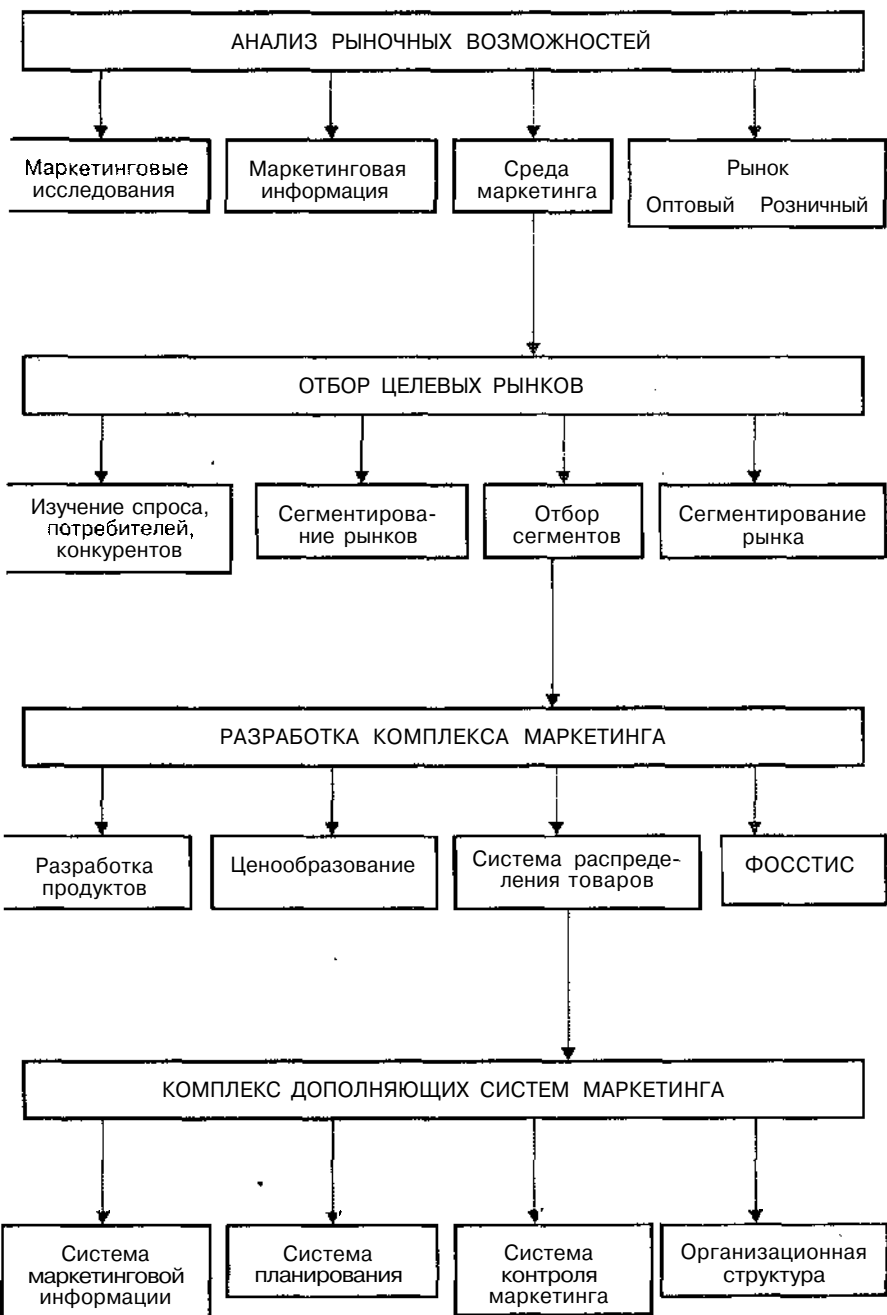 АНАЛИЗ РЫНОЧНЫХ ВОЗМОЖНОСТЕЙ
Маркетинговые
исследования
Маркетинговая
информация
Среда
маркетинга
Рынок
Оптовый Розничный
ОТБОР ЦЕЛЕВЫХ РЫНКОВ
Изучение спроса,
потребителей,
конкурентов
Сегментирова-
ние рынков
Отбор
сегментов
Сегментирование
рынка
РАЗРАБОТКА КОМПЛЕКСА МАРКЕТИНГА
Разработка
продуктов
Ценообразование
Система распреде-
ления товаров
ФОССТИС
КОМПЛЕКС ДОПОЛНЯЮЩИХ СИСТЕМ МАРКЕТИНГА
Система
маркетинговой
информации
Система
планирования
Система
контроля
маркетинга
Организационная
структура